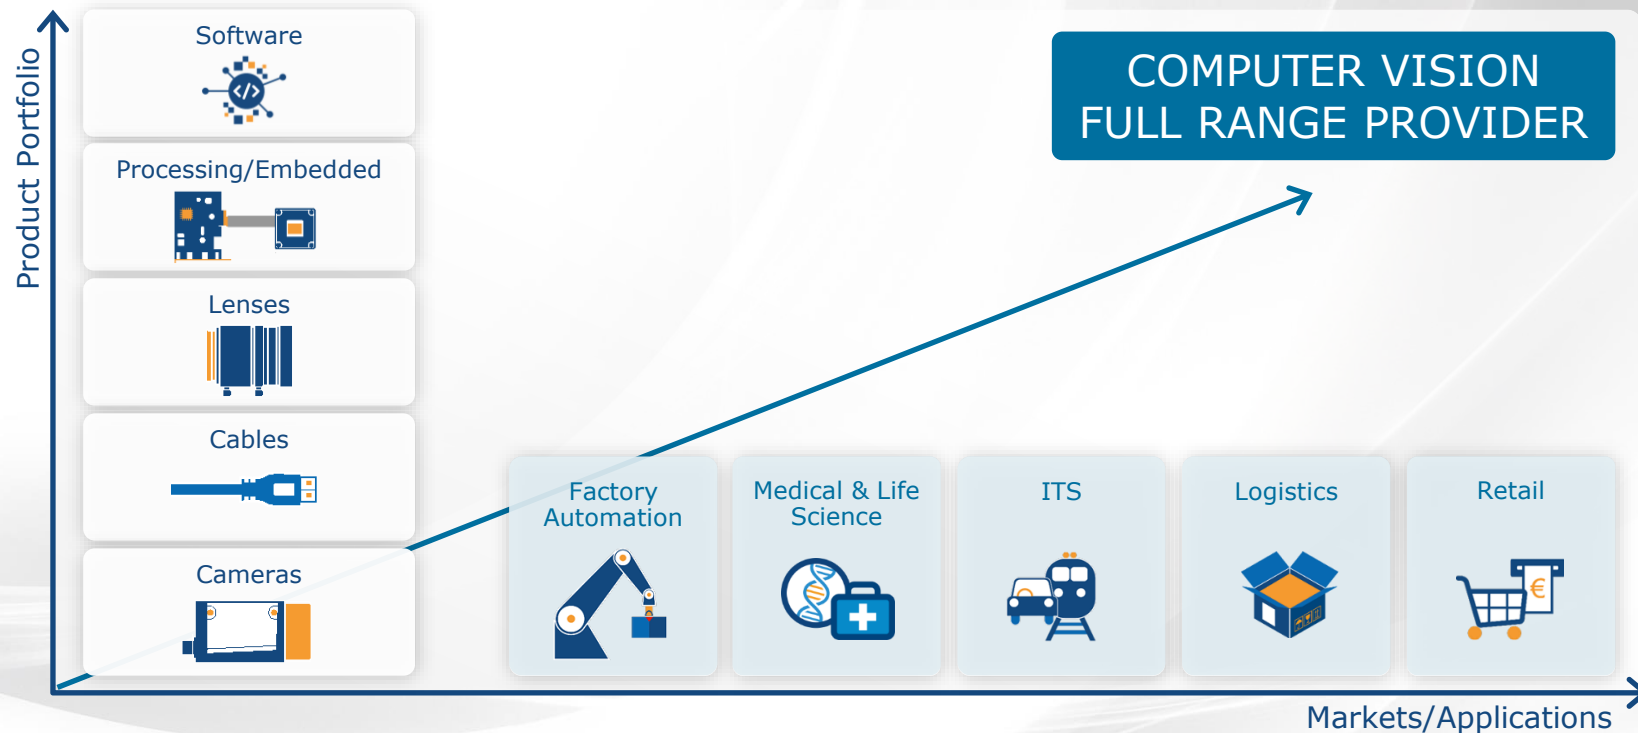 Product Portfolio
Software
</>
Processing/Embedded
Lenses
Cables
Cameras
COMPUTER VISION
FULL RANGE PROVIDER
Factory
Automation
Medical & Life
Science
ITS
Logistics
Retail
€
Markets/Applications